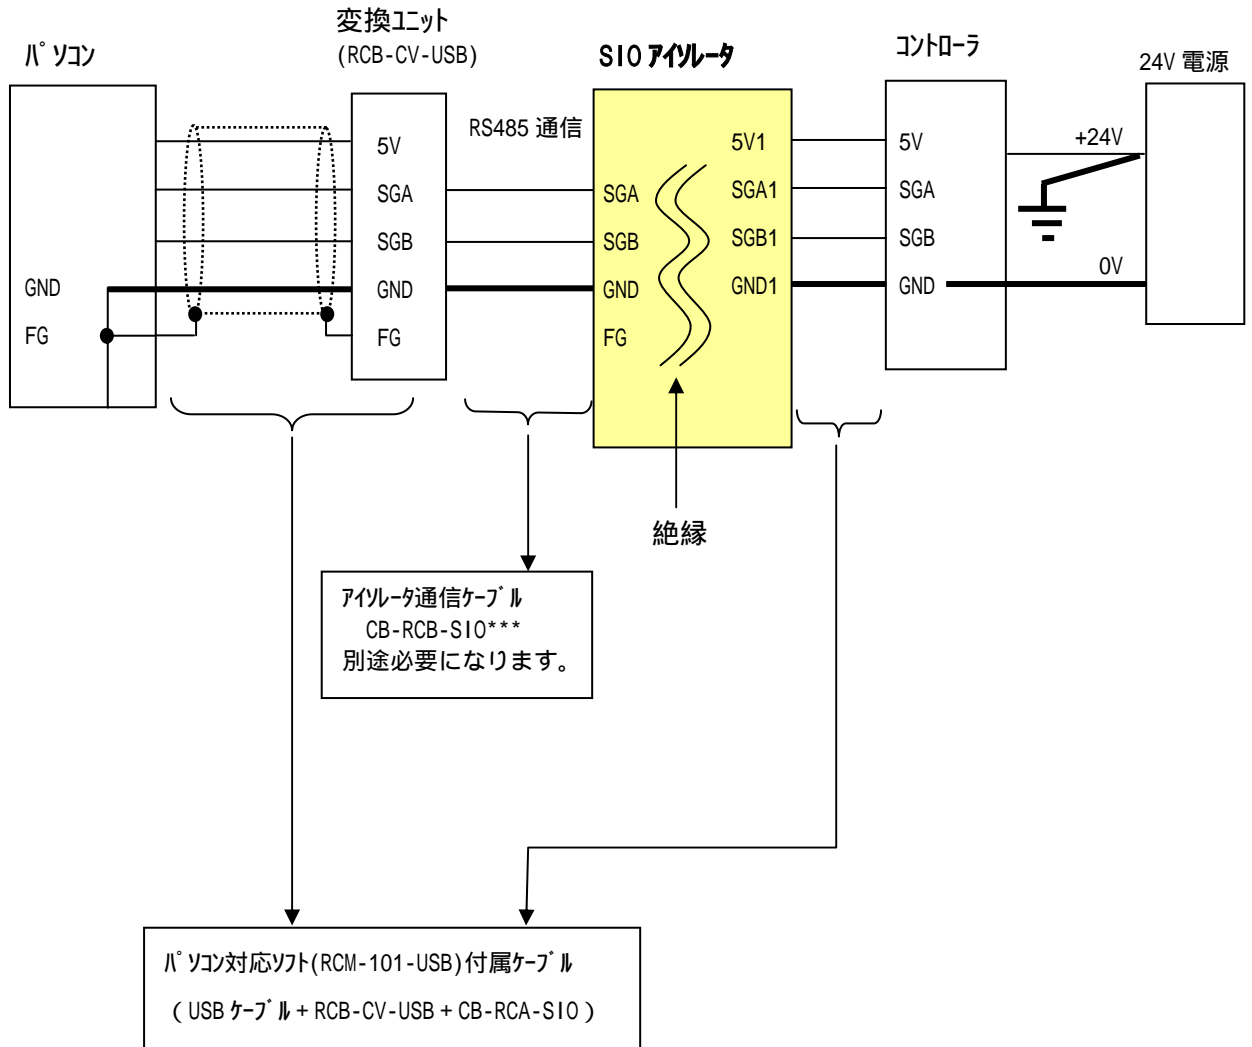 パソコン
変換ユニット
(RCB-CV-USB)
SIO アイソレータ
コントローラ
24V 電源
RS485 通信
5V
SGA
SGB
GND
FG
GND
FG
5V1
SGA1
SGB1
GND1
SGA
SGB
GND
FG
5V
SGA
SGB
GND
+24V
0V
絶縁
アイソレータ通信ケーブル
CB-RCB-SIO***
別途必要になります。
パソコン対応ソフト(RCM-101-USB)付属ケーブル
(USB ケーブル + RCB-CV-USB + CB-RCA-SIO)